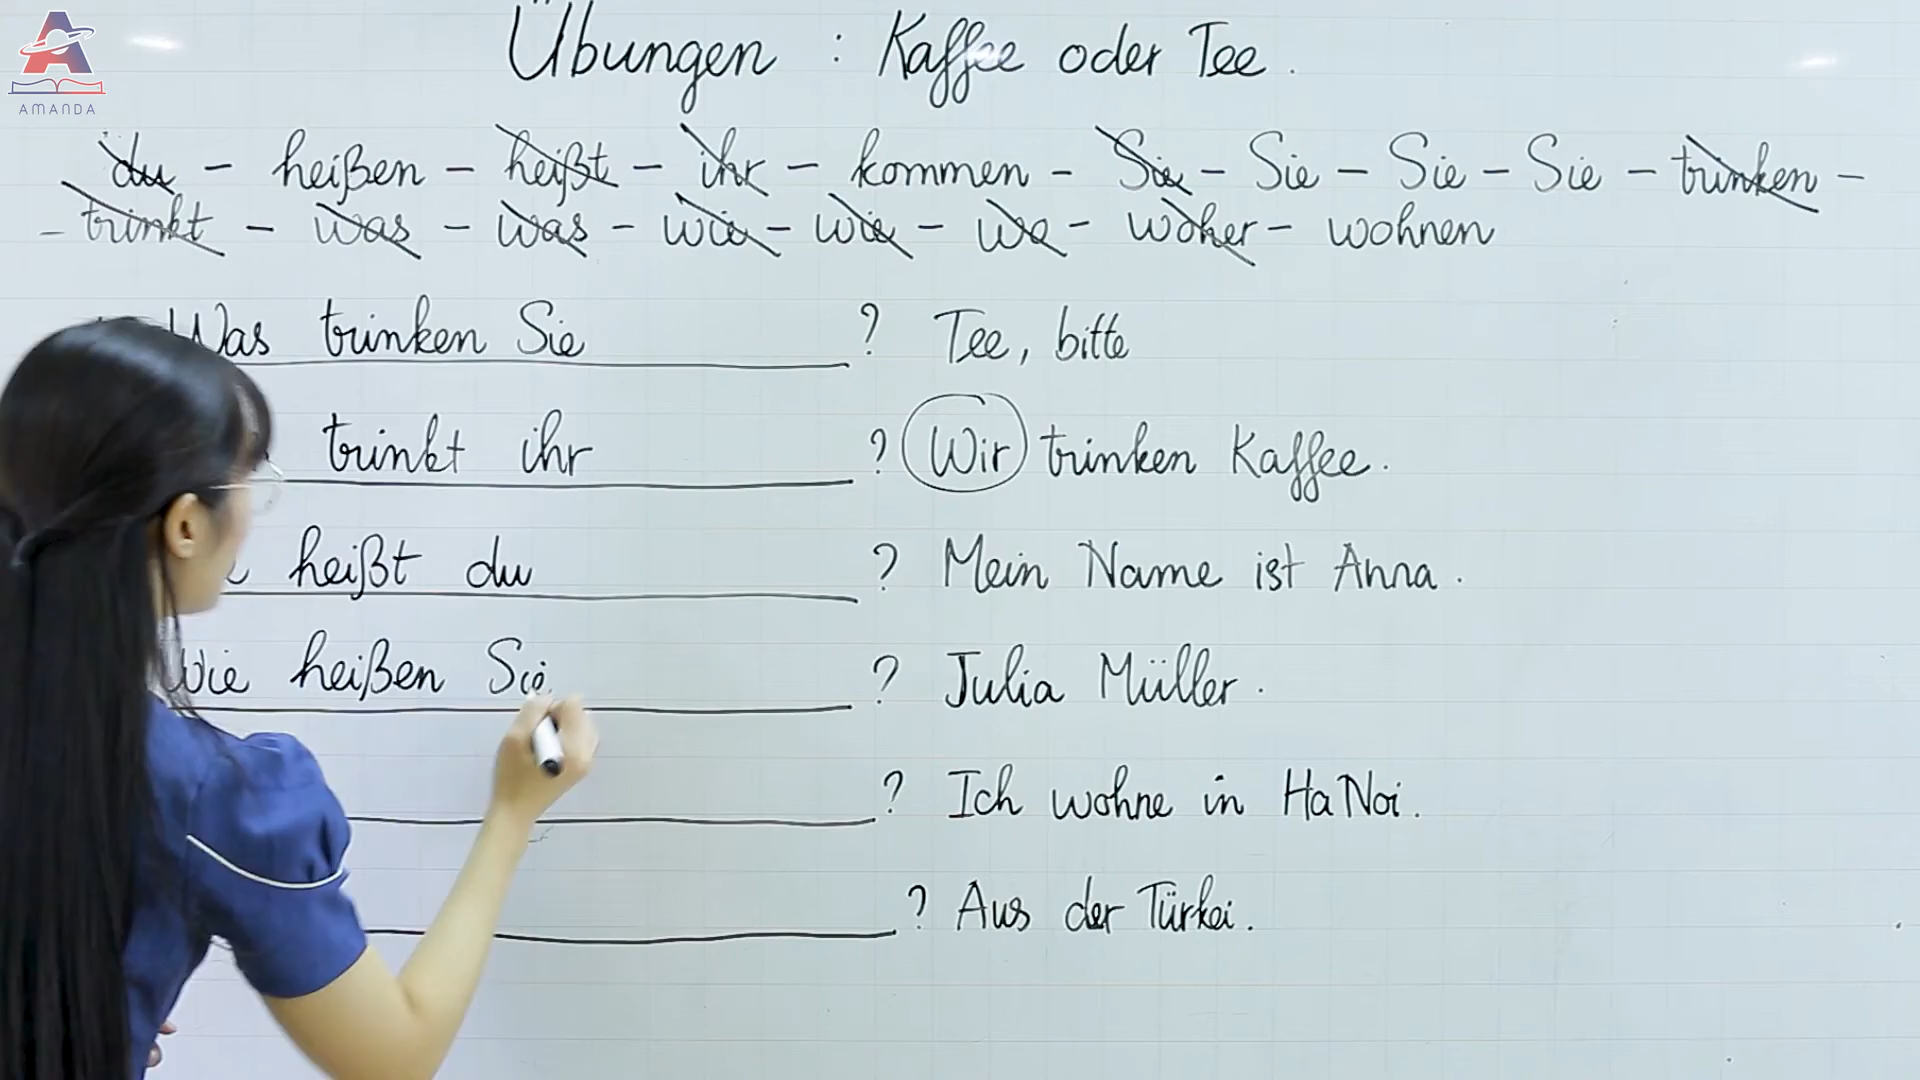 AMANDA
Übungen : Kaffee oder Tee.
du - heißen - heißt - ihr - kommen - Sie - Sie - Sie - Sie - trinken -
- trinkt - was - was - wie - wie - wo - woher - wohnen
Was trinken Sie ? Tee, bitte
trinkt ihr ? Wir trinken Kaffee.
heißt du ? Mein Name ist Anna.
Wie heißen Sie ? Julia Müller.
? Ich wohne in HaNoi.
? Aus der Türkei.